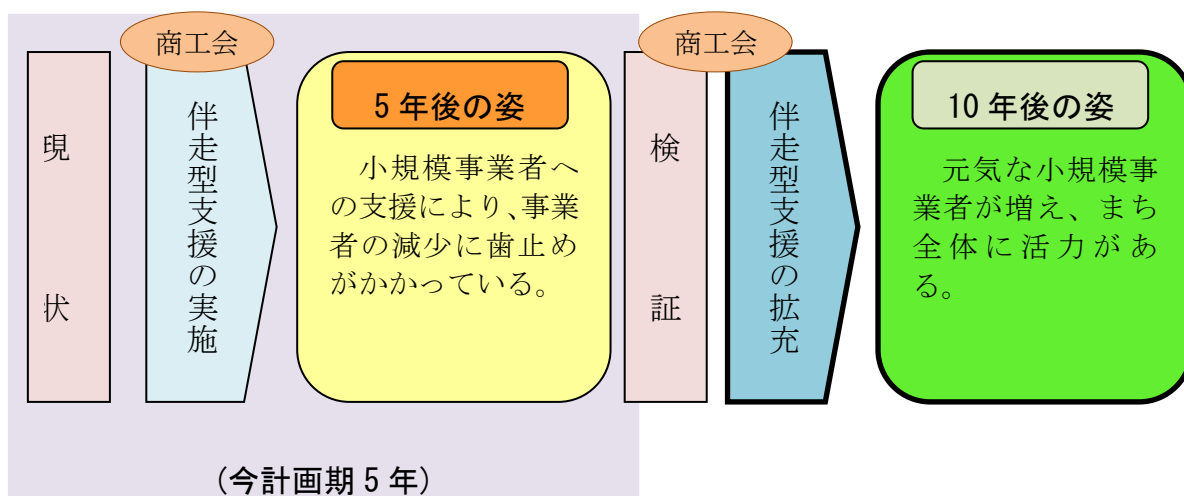 商工会
現状
伴走型支援の実施
5年後の姿
小規模事業者へ
の支援により、事業
者の減少に歯止め
がかかっている。
商工会
検証
伴走型支援の拡充
10年後の姿
元気な小規模事
業者が増え、まち
全体に活力があ
る。
(今計画期5年)